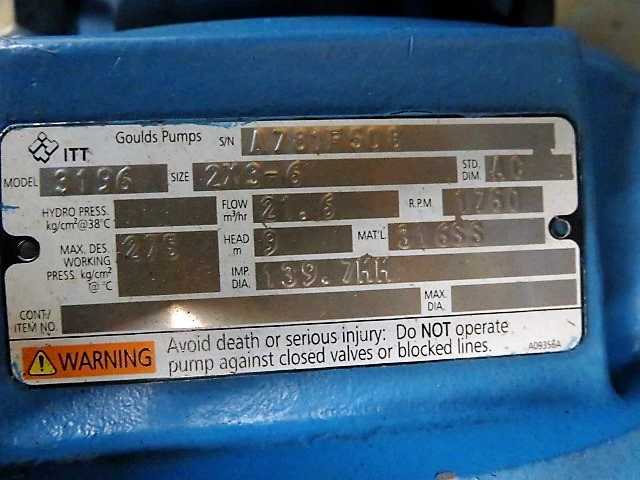 ITT Goulds Pumps S/N A781F503
MODEL 3196 SIZE 2X3-6 STD. DIM. AC
HYDRO PRESS. kg/cm²@38°C FLOW m³/hr 21.6 R.P.M 1760
MAX. DES. WORKING PRESS. kg/cm² @ °C 275 HEAD m 9 MAT'L. 316SS
IMP. DIA. 139.7MM
CONT./ ITEM NO. MAX. DIA.
WARNING Avoid death or serious injury: Do NOT operate
pump against closed valves or blocked lines. A09356A